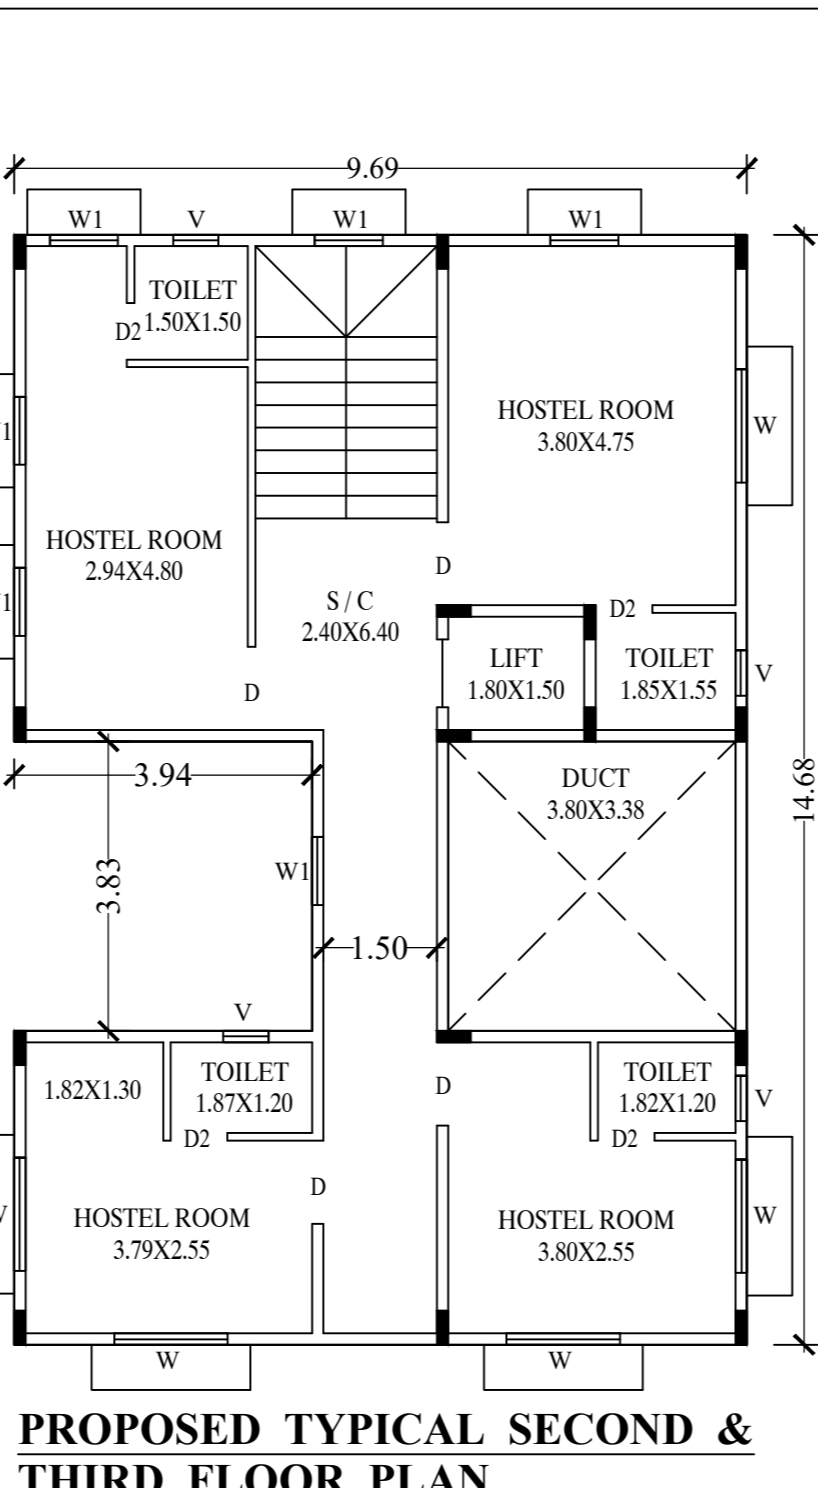 9.69
W1
V
W1
W1
TOILET
1.50X1.50
D2
HOSTEL ROOM
3.80X4.75
W
HOSTEL ROOM
2.94X4.80
D
S / C
2.40X6.40
D2
LIFT
1.80X1.50
TOILET
1.85X1.55
V
D
3.94
DUCT
3.80X3.38
14.68
3.83
W1
1.50
V
1.82X1.30
TOILET
1.87X1.20
D2
D
TOILET
1.82X1.20
D2
V
D
HOSTEL ROOM
3.79X2.55
HOSTEL ROOM
3.80X2.55
W
W
W
PROPOSED TYPICAL SECOND &
THIRD FLOOR PLAN